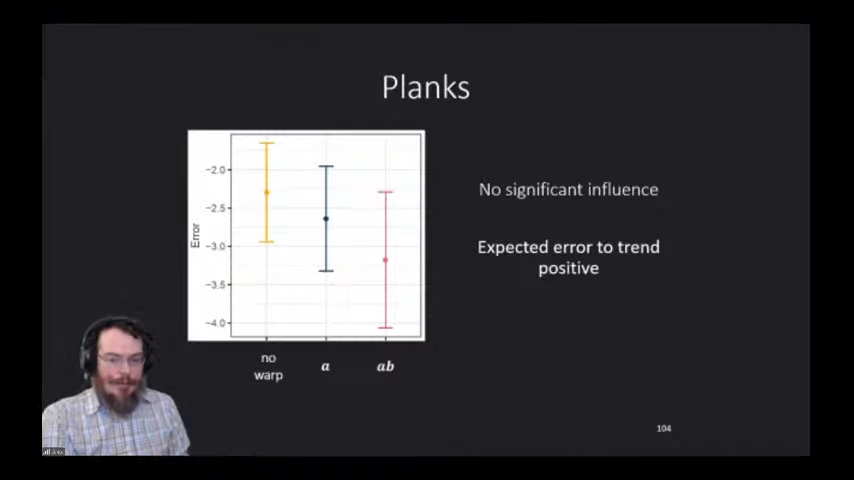 Planks
Error
−2.0
−2.5
−3.0
−3.5
−4.0
no
warp
a
ab
No significant influence
Expected error to trend
positive
104